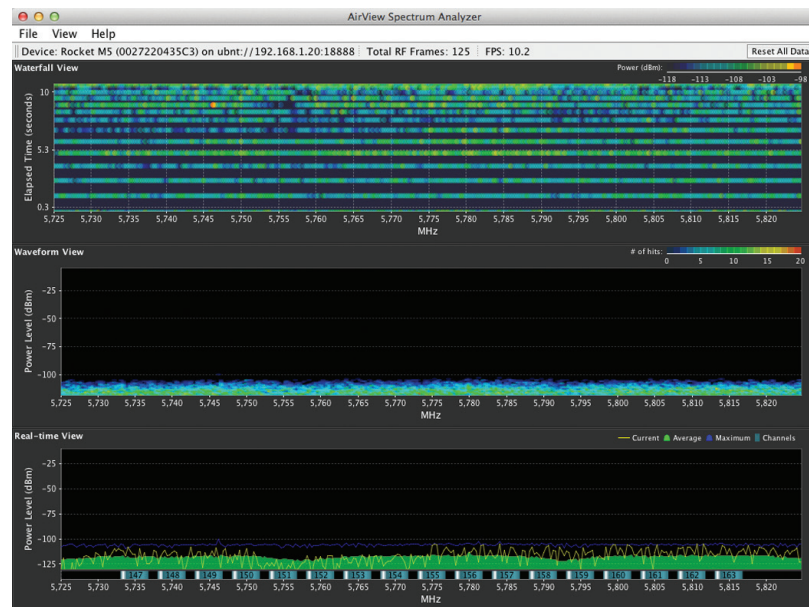 AirView Spectrum Analyzer
File View Help
Device: Rocket M5 (0027220435C3) on ubnt://192.168.1.20:18888 Total RF Frames: 125 FPS: 10.2 Reset All Data
Waterfall View Power (dBm):
-118 -113 -108 -103 -98
Elapsed Time (seconds)
10
5.3
0.3
5,725 5,730 5,735 5,740 5,745 5,750 5,755 5,760 5,765 5,770 5,775 5,780 5,785 5,790 5,795 5,800 5,805 5,810 5,815 5,820
MHz
Waveform View # of hits:
0 5 10 15 20
Power Level (dBm)
-25
-50
-75
-100
5,725 5,730 5,735 5,740 5,745 5,750 5,755 5,760 5,765 5,770 5,775 5,780 5,785 5,790 5,795 5,800 5,805 5,810 5,815 5,820
MHz
Real-time View Current Average Maximum Channels
Power Level (dBm)
-25
-50
-75
-100
-125
147 148 149 150 151 152 153 154 155 156 157 158 159 160 161 162 163
5,725 5,730 5,735 5,740 5,745 5,750 5,755 5,760 5,765 5,770 5,775 5,780 5,785 5,790 5,795 5,800 5,805 5,810 5,815 5,820
MHz